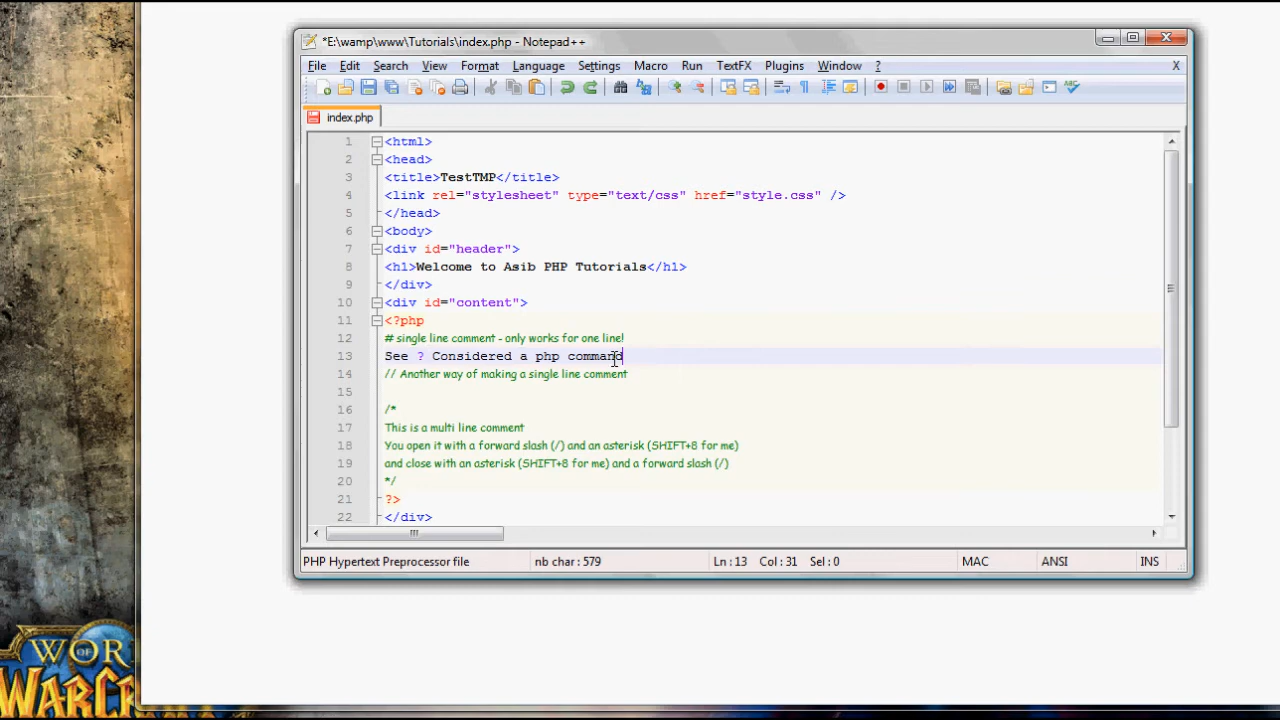 *E:\wamp\www\Tutorials\index.php - Notepad++
File Edit Search View Format Language Settings Macro Run TextFX Plugins Window ? X
index.php
1 <html>
2 <head>
3 <title>TestTMP</title>
4 <link rel="stylesheet" type="text/css" href="style.css" />
5 </head>
6 <body>
7 <div id="header">
8 <h1>Welcome to Asib PHP Tutorials</h1>
9 </div>
10 <div id="content">
11 <?php
12 # single line comment - only works for one line!
13 See ? Considered a php command
14 // Another way of making a single line comment
15
16 /*
17 This is a multi line comment
18 You open it with a forward slash (/) and an asterisk (SHIFT+8 for me)
19 and close with an asterisk (SHIFT+8 for me) and a forward slash (/)
20 */
21 ?>
22 </div>
PHP Hypertext Preprocessor file nb char : 579 Ln : 13 Col : 31 Sel : 0 MAC ANSI INS
WOR
OF
WARCRAFT